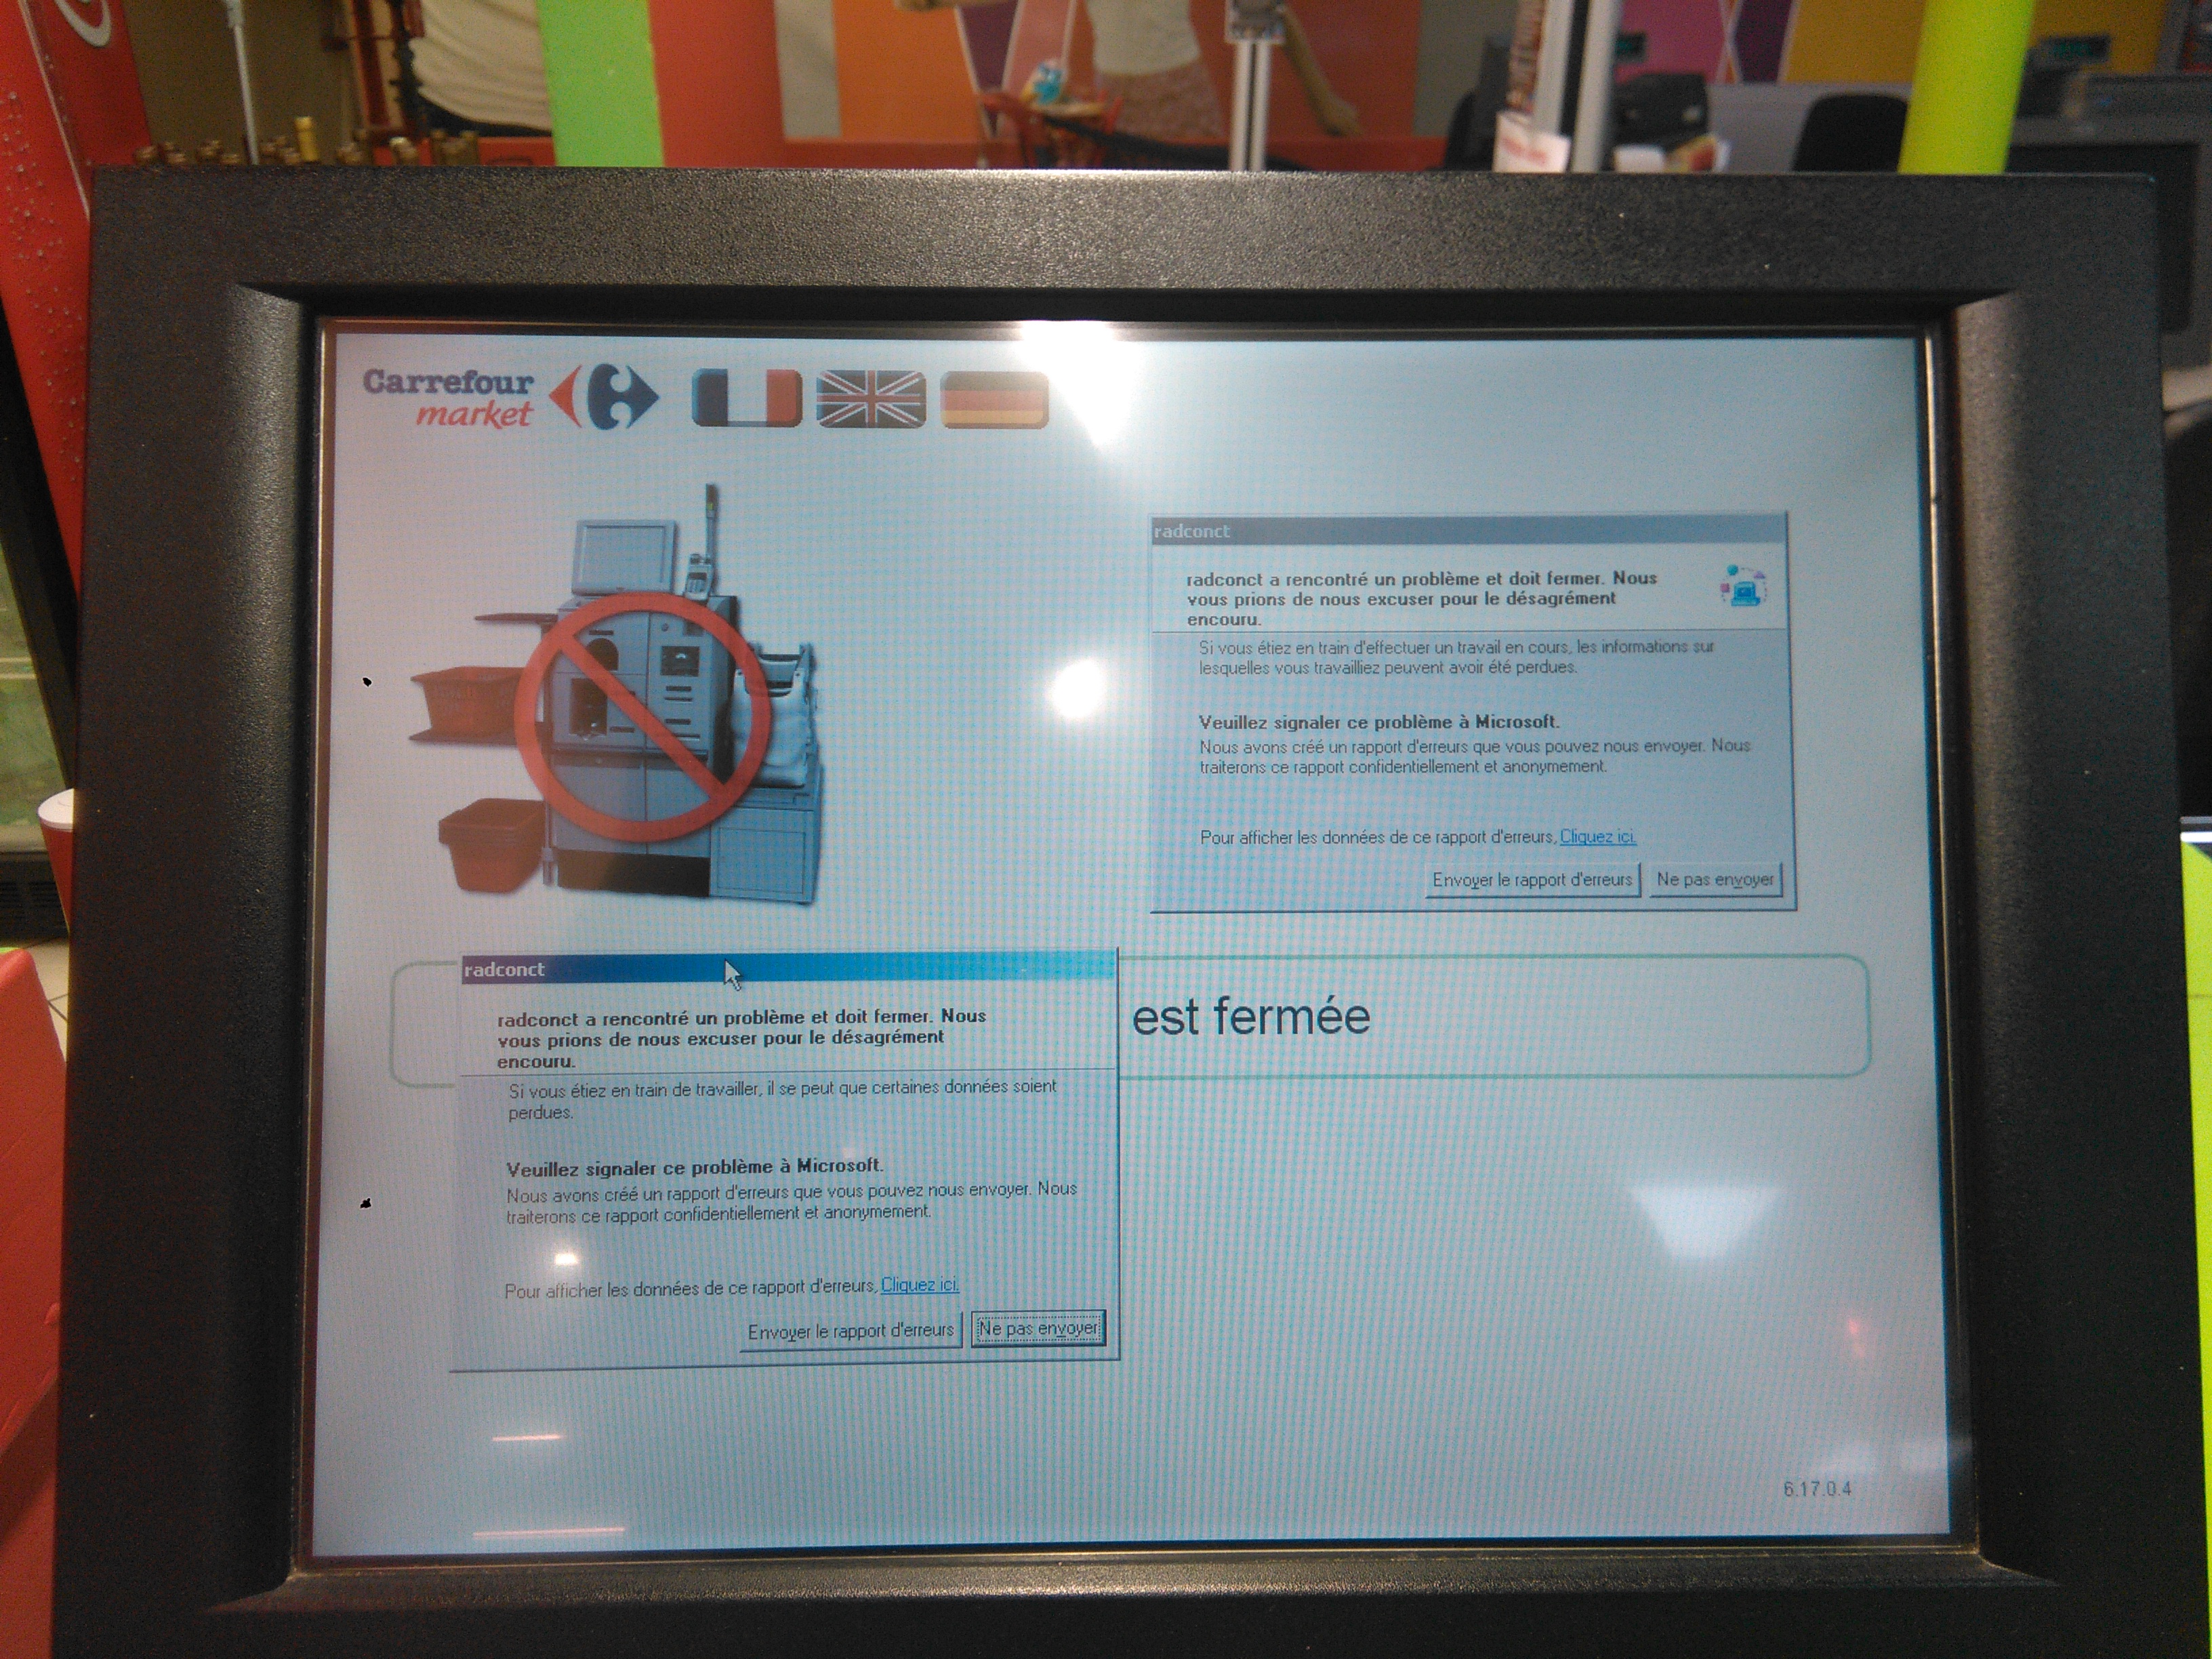 Carrefour
market
radconct
radconct a rencontré un problème et doit fermer. Nous
vous prions de nous excuser pour le désagrément
encouru.
Si vous étiez en train d'effectuer un travail en cours, les informations sur
lesquelles vous travailliez peuvent avoir été perdues.
Veuillez signaler ce problème à Microsoft.
Nous avons créé un rapport d'erreurs que vous pouvez nous envoyer. Nous
traiterons ce rapport confidentiellement et anonymement.
Pour afficher les données de ce rapport d'erreurs, Cliquez ici.
Envoyer le rapport d'erreurs Ne pas envoyer
est fermée
radconct
radconct a rencontré un problème et doit fermer. Nous
vous prions de nous excuser pour le désagrément
encouru.
Si vous étiez en train de travailler, il se peut que certaines données soient
perdues.
Veuillez signaler ce problème à Microsoft.
Nous avons créé un rapport d'erreurs que vous pouvez nous envoyer. Nous
traiterons ce rapport confidentiellement et anonymement.
Pour afficher les données de ce rapport d'erreurs, Cliquez ici.
Envoyer le rapport d'erreurs Ne pas envoyer
6.17.0.4